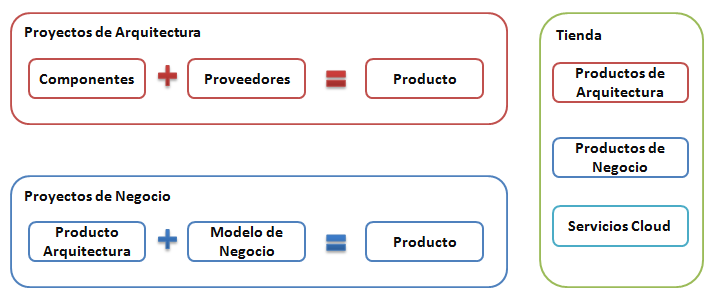 Proyectos de Arquitectura
Componentes + Proveedores = Producto
Proyectos de Negocio
Producto
Arquitectura + Modelo de
Negocio = Producto
Tienda
Productos de
Arquitectura
Productos de
Negocio
Servicios Cloud